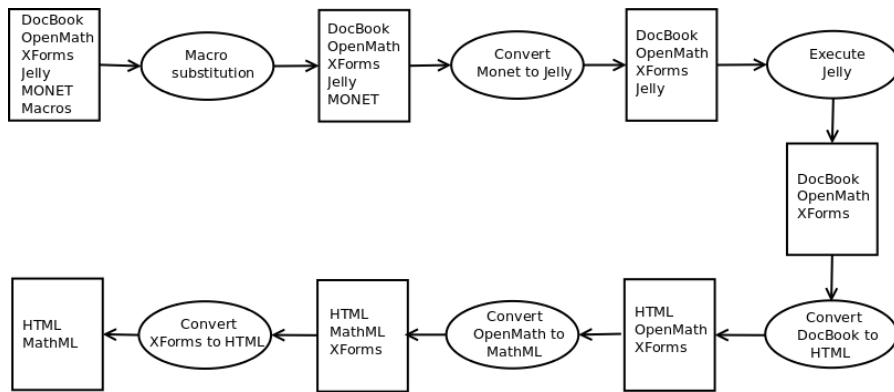 DocBook
OpenMath
XForms
Jelly
MONET
Macros
Macro
substitution
DocBook
OpenMath
XForms
Jelly
MONET
Convert
Monet to Jelly
DocBook
OpenMath
XForms
Jelly
Execute
Jelly
DocBook
OpenMath
XForms
Convert
DocBook to
HTML
HTML
OpenMath
XForms
Convert
OpenMath to
MathML
HTML
MathML
XForms
Convert
XForms to HTML
HTML
MathML